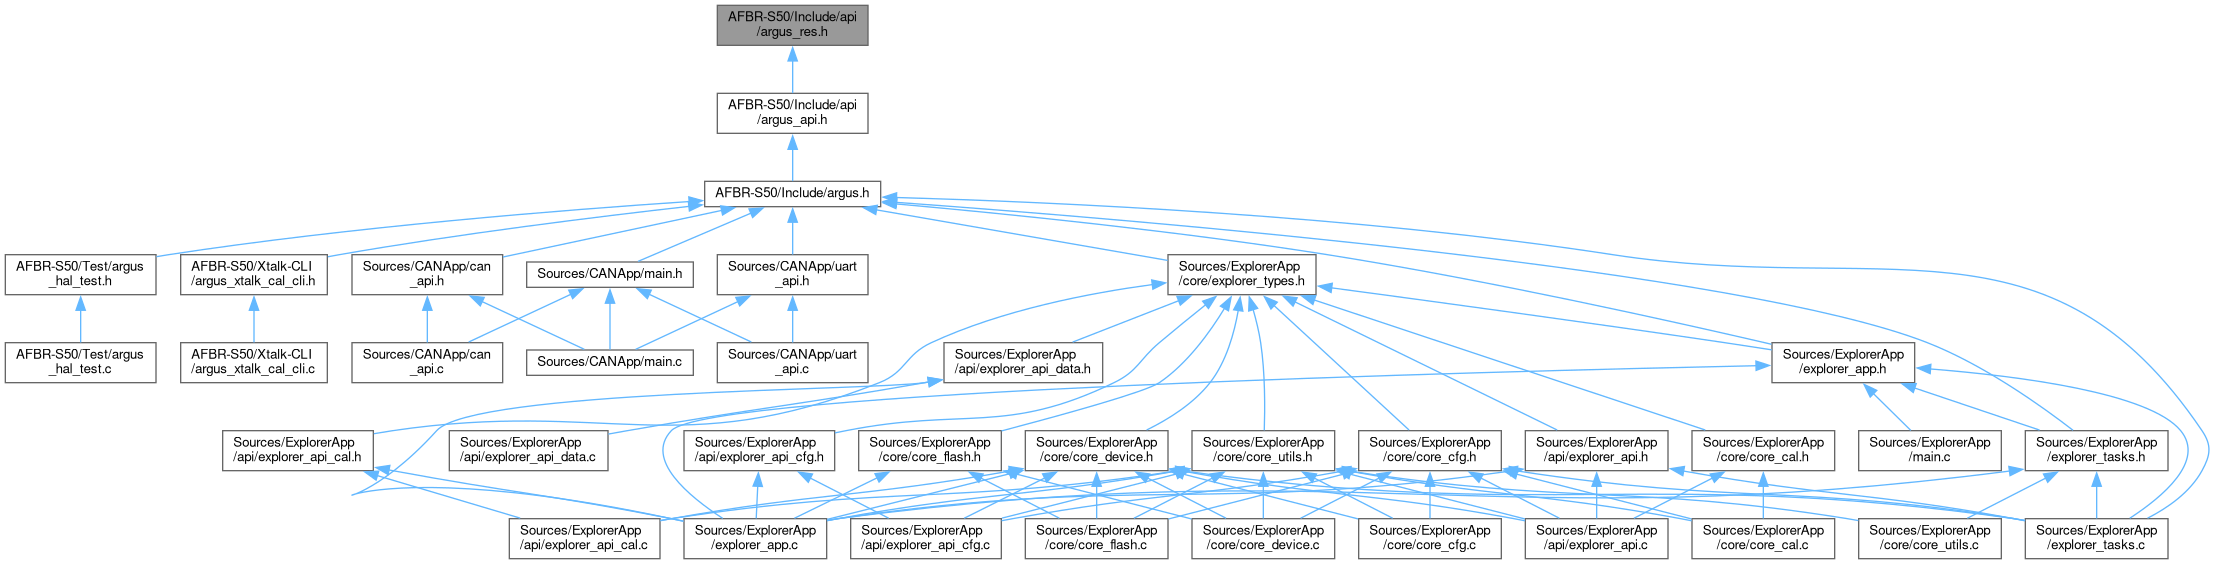 AFBR-S50/Include/api
/argus_res.h
AFBR-S50/Include/api
/argus_api.h
AFBR-S50/Include/argus.h
AFBR-S50/Test/argus
_hal_test.h
AFBR-S50/Xtalk-CLI
/argus_xtalk_cal_cli.h
Sources/CANApp/can
_api.h
Sources/CANApp/main.h
Sources/CANApp/uart
_api.h
Sources/ExplorerApp
/core/explorer_types.h
AFBR-S50/Test/argus
_hal_test.c
AFBR-S50/Xtalk-CLI
/argus_xtalk_cal_cli.c
Sources/CANApp/can
_api.c
Sources/CANApp/main.c
Sources/CANApp/uart
_api.c
Sources/ExplorerApp
/api/explorer_api_data.h
Sources/ExplorerApp
/explorer_app.h
Sources/ExplorerApp
/api/explorer_api_cal.h
Sources/ExplorerApp
/api/explorer_api_data.c
Sources/ExplorerApp
/api/explorer_api_cfg.h
Sources/ExplorerApp
/core/core_flash.h
Sources/ExplorerApp
/core/core_device.h
Sources/ExplorerApp
/core/core_utils.h
Sources/ExplorerApp
/core/core_cfg.h
Sources/ExplorerApp
/api/explorer_api.h
Sources/ExplorerApp
/core/core_cal.h
Sources/ExplorerApp
/main.c
Sources/ExplorerApp
/explorer_tasks.h
Sources/ExplorerApp
/api/explorer_api_cal.c
Sources/ExplorerApp
/explorer_app.c
Sources/ExplorerApp
/api/explorer_api_cfg.c
Sources/ExplorerApp
/core/core_flash.c
Sources/ExplorerApp
/core/core_device.c
Sources/ExplorerApp
/core/core_cfg.c
Sources/ExplorerApp
/api/explorer_api.c
Sources/ExplorerApp
/core/core_cal.c
Sources/ExplorerApp
/core/core_utils.c
Sources/ExplorerApp
/explorer_tasks.c